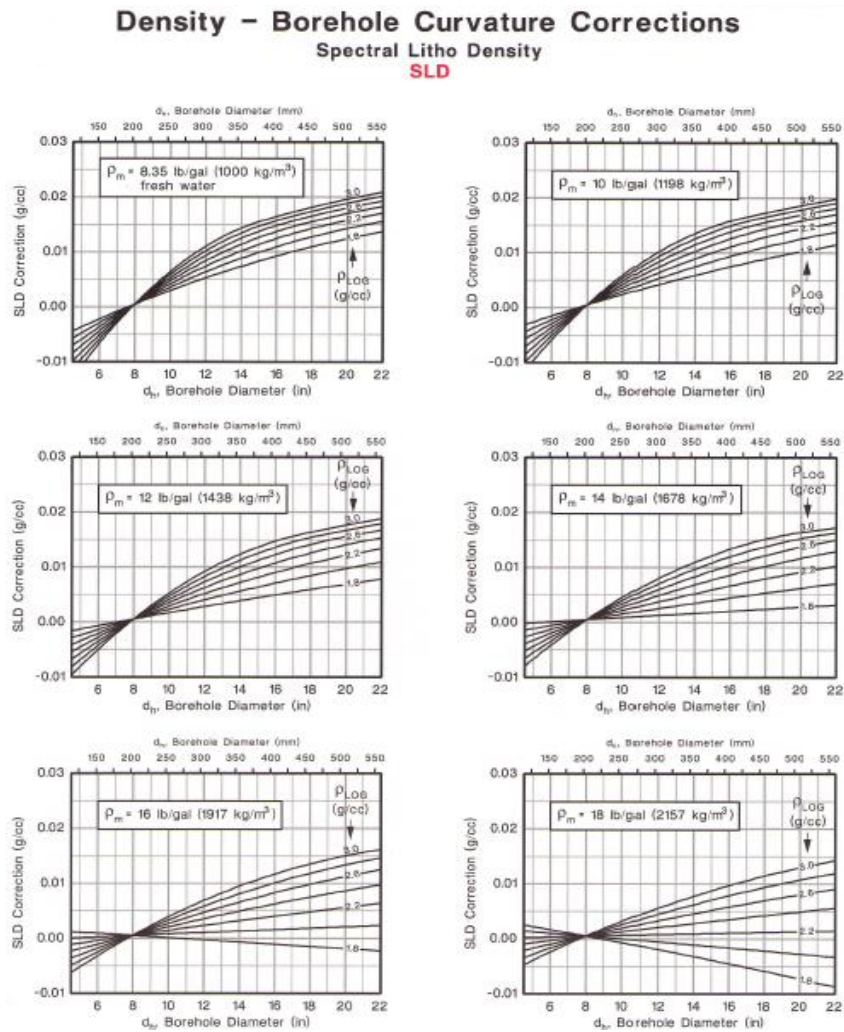 Density – Borehole Curvature Corrections
Spectral Litho Density
SLD
dh, Borehole Diameter (mm)
150 200 250 300 350 400 450 500 550
0.03
0.02
0.01
0.00
-0.01
SLD Correction (g/cc)
ρm = 8.35 lb/gal (1000 kg/m³)
fresh water
3.0
2.6
2.2
1.8
ρLOG
(g/cc)
6 8 10 12 14 16 18 20 22
dh, Borehole Diameter (in)
dh, Borehole Diameter (mm)
150 200 250 300 350 400 450 500 550
0.03
0.02
0.01
0.00
-0.01
SLD Correction (g/cc)
ρm = 10 lb/gal (1198 kg/m³)
3.0
2.6
2.2
1.8
ρLOG
(g/cc)
6 8 10 12 14 16 18 20 22
dh, Borehole Diameter (in)
dh, Borehole Diameter (mm)
150 200 250 300 350 400 450 500 550
0.03
0.02
0.01
0.00
-0.01
SLD Correction (g/cc)
ρm = 12 lb/gal (1438 kg/m³)
ρLOG
(g/cc)
3.0
2.6
2.2
1.8
6 8 10 12 14 16 18 20 22
dh, Borehole Diameter (in)
dh, Borehole Diameter (mm)
150 200 250 300 350 400 450 500 550
0.03
0.02
0.01
0.00
-0.01
SLD Correction (g/cc)
ρm = 14 lb/gal (1678 kg/m³)
ρLOG
(g/cc)
3.0
2.6
2.2
1.8
6 8 10 12 14 16 18 20 22
dh, Borehole Diameter (in)
dh, Borehole Diameter (mm)
150 200 250 300 350 400 450 500 550
0.03
0.02
0.01
0.00
-0.01
SLD Correction (g/cc)
ρm = 16 lb/gal (1917 kg/m³)
ρLOG
(g/cc)
3.0
2.6
2.2
1.8
6 8 10 12 14 16 18 20 22
dh, Borehole Diameter (in)
dh, Borehole Diameter (mm)
150 200 250 300 350 400 450 500 550
0.03
0.02
0.01
0.00
-0.01
SLD Correction (g/cc)
ρm = 18 lb/gal (2157 kg/m³)
ρLOG
(g/cc)
3.0
2.6
2.2
1.8
6 8 10 12 14 16 18 20 22
dh, Borehole Diameter (in)